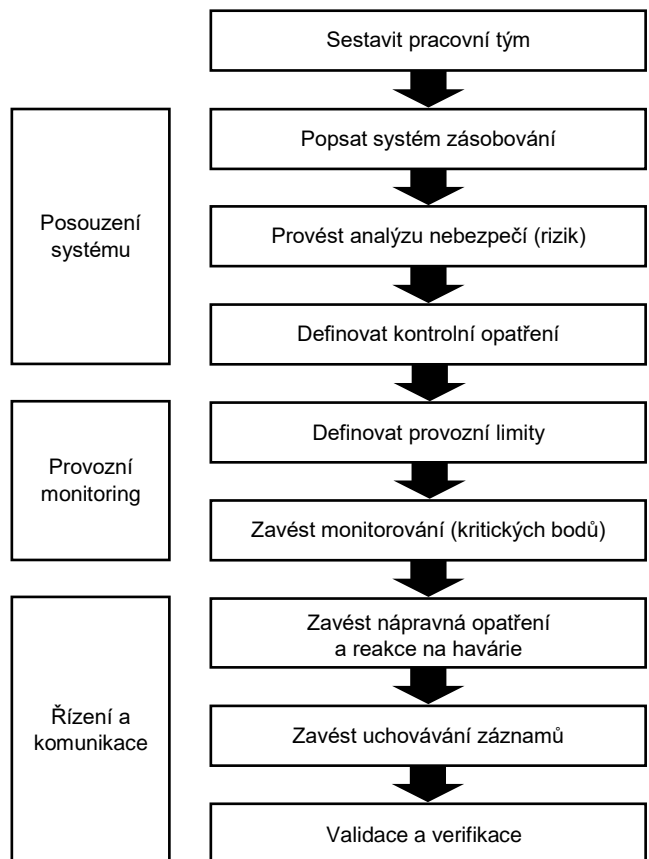 Sestavit pracovní tým
Posouzení
systému
Popsat systém zásobování
Provést analýzu nebezpečí (rizik)
Definovat kontrolní opatření
Provozní
monitoring
Definovat provozní limity
Zavést monitorování (kritických bodů)
Řízení a
komunikace
Zavést nápravná opatření
a reakce na havárie
Zavést uchovávání záznamů
Validace a verifikace